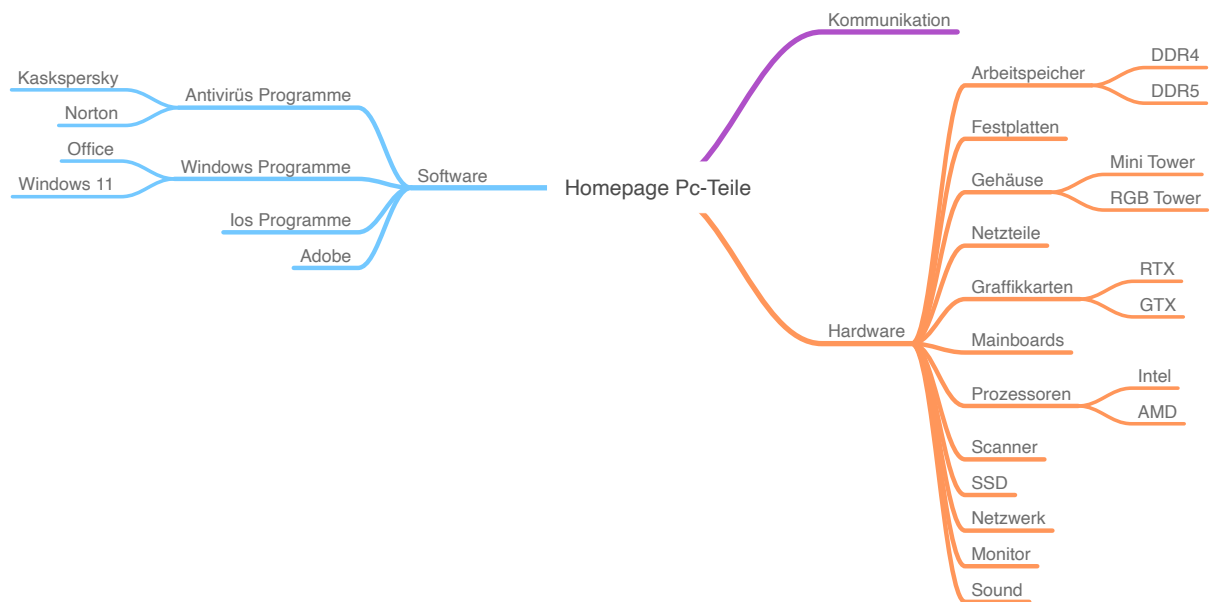 Kommunikation
Arbeitspeicher
DDR4
DDR5
Festplatten
Gehäuse
Mini Tower
RGB Tower
Netzteile
Graffikkarten
RTX
GTX
Hardware
Mainboards
Prozessoren
Intel
AMD
Scanner
SSD
Netzwerk
Monitor
Sound
Homepage Pc-Teile
Software
Antivirüs Programme
Kaskspersky
Norton
Windows Programme
Office
Windows 11
Ios Programme
Adobe